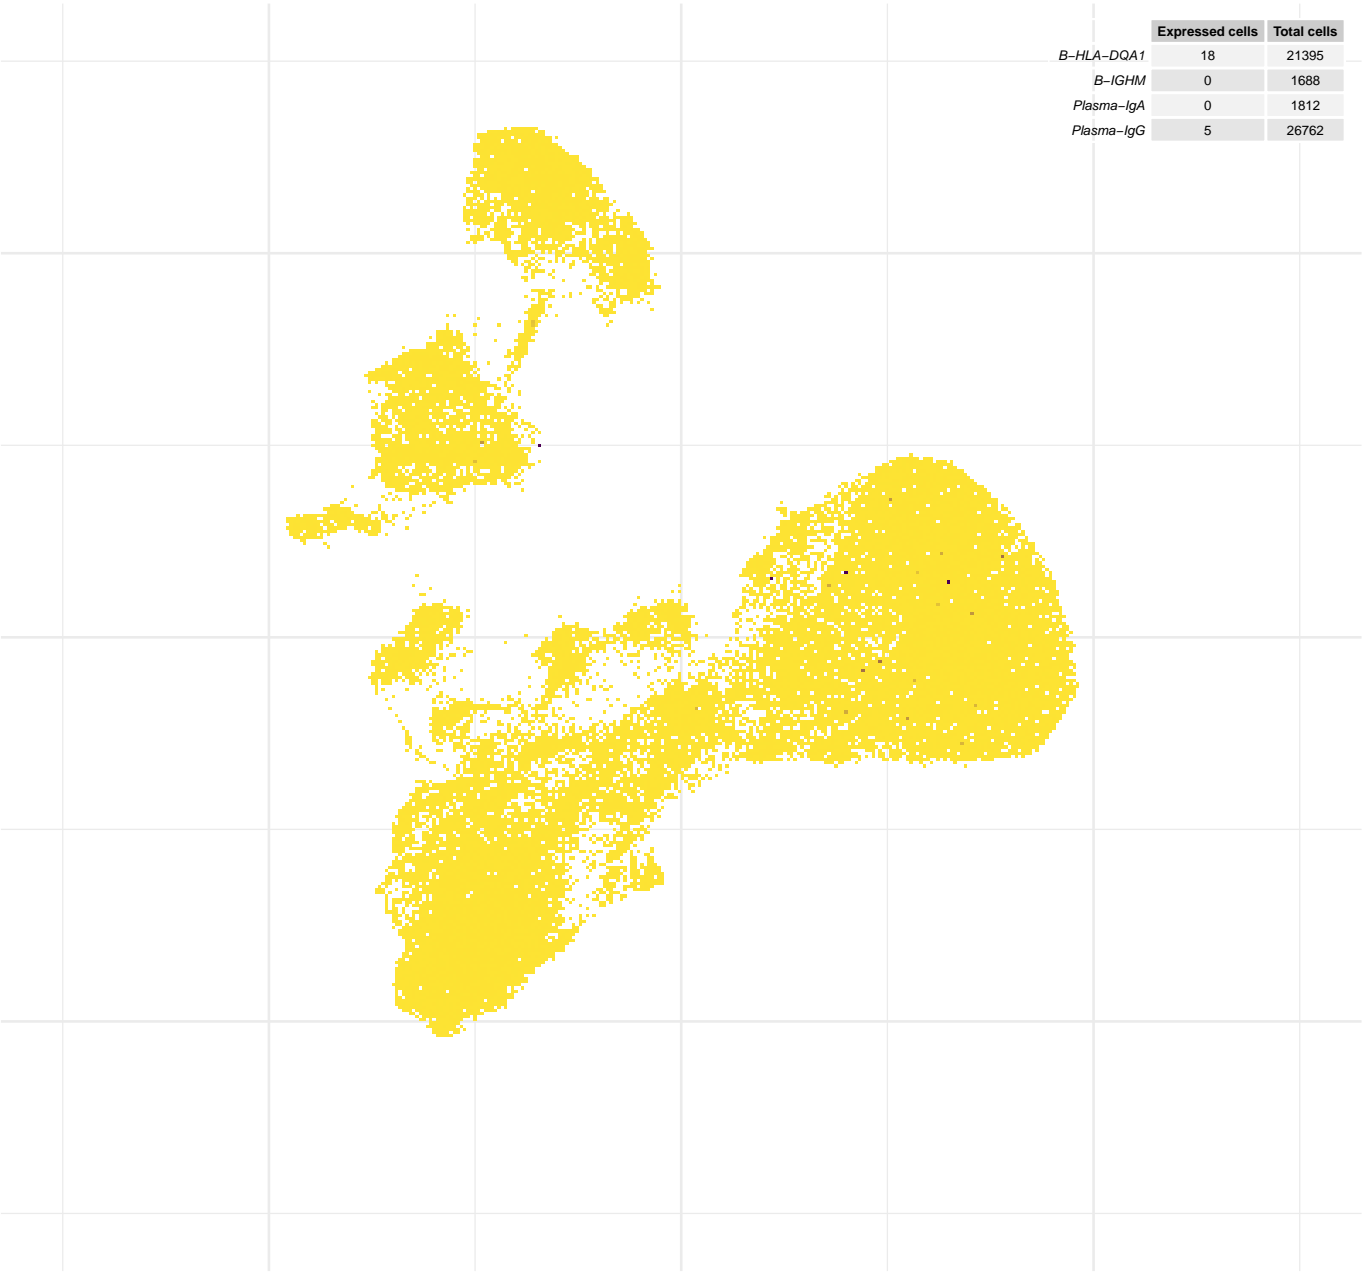 Expressed cells Total cells
B−HLA−DQA1 18 21395
B−IGHM 0 1688
Plasma−IgA 0 1812
Plasma−IgG 5 26762